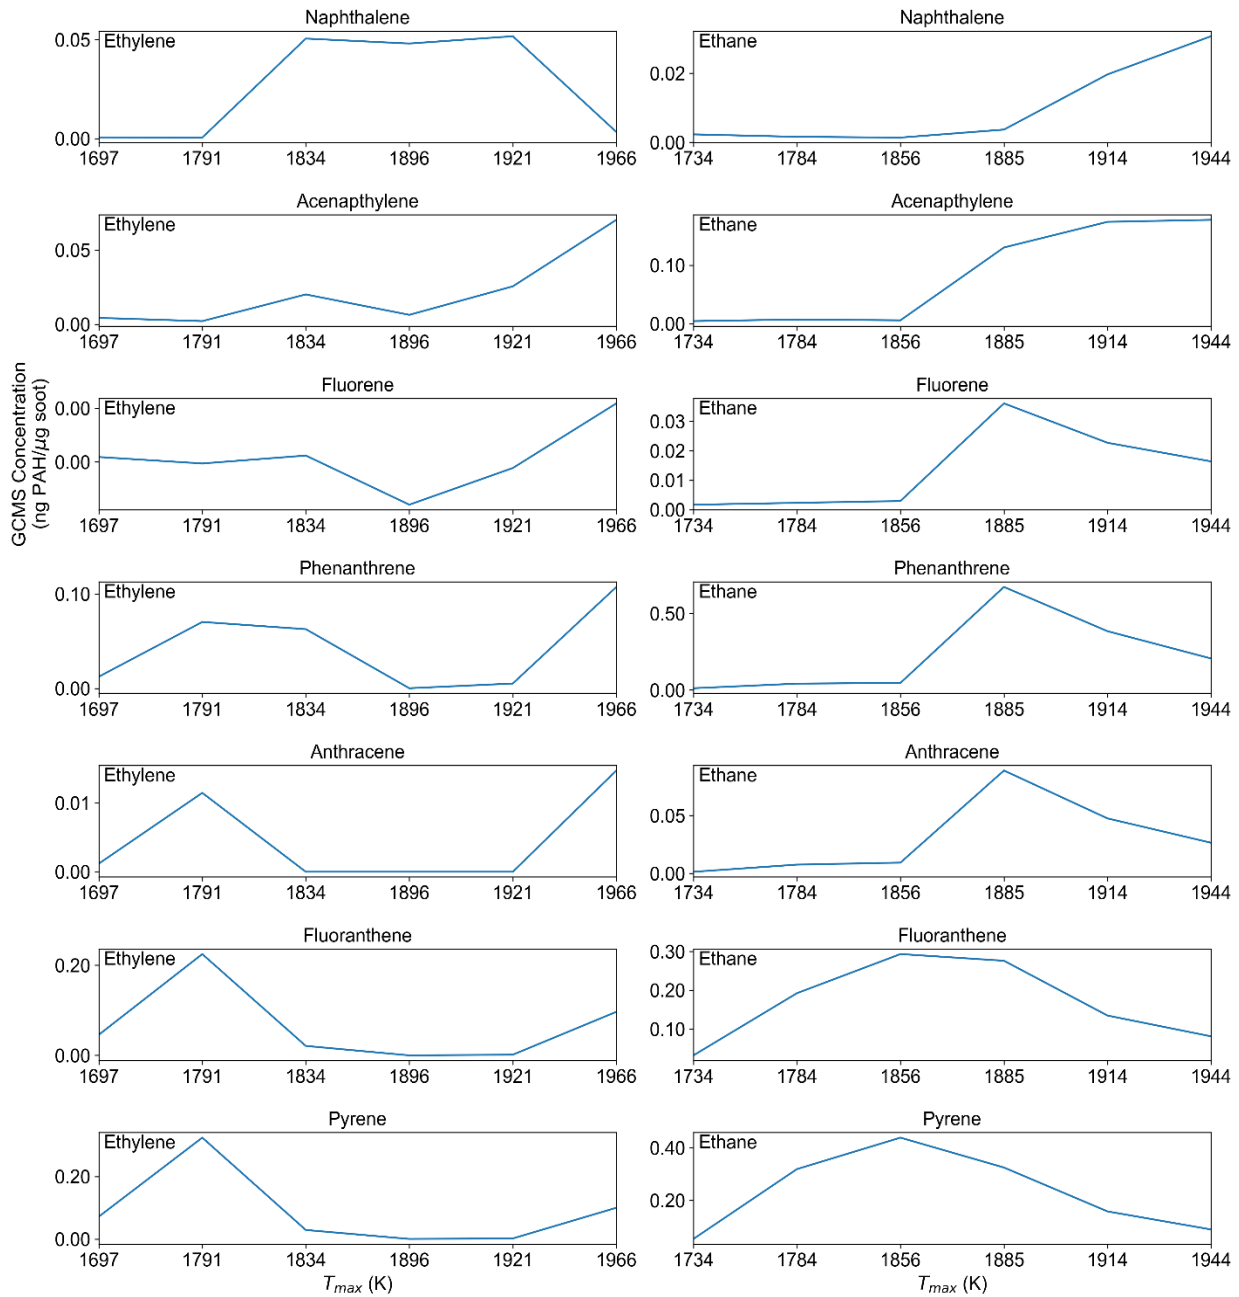 Naphthalene
Ethylene
0.05
0.00
1697 1791 1834 1896 1921 1966
Naphthalene
Ethane
0.02
0.00
1734 1784 1856 1885 1914 1944
Acenapthylene
Ethylene
0.05
0.00
1697 1791 1834 1896 1921 1966
Acenapthylene
Ethane
0.10
0.00
1734 1784 1856 1885 1914 1944
GCMS Concentration
(ng PAH/μg soot)
Fluorene
Ethylene
0.00
0.00
1697 1791 1834 1896 1921 1966
Fluorene
Ethane
0.03
0.02
0.01
0.00
1734 1784 1856 1885 1914 1944
Phenanthrene
Ethylene
0.10
0.00
1697 1791 1834 1896 1921 1966
Phenanthrene
Ethane
0.50
0.00
1734 1784 1856 1885 1914 1944
Anthracene
Ethylene
0.01
0.00
1697 1791 1834 1896 1921 1966
Anthracene
Ethane
0.05
0.00
1734 1784 1856 1885 1914 1944
Fluoranthene
Ethylene
0.20
0.00
1697 1791 1834 1896 1921 1966
Fluoranthene
Ethane
0.30
0.20
0.10
1734 1784 1856 1885 1914 1944
Pyrene
Ethylene
0.20
0.00
1697 1791 1834 1896 1921 1966
T_max (K)
Pyrene
Ethane
0.40
0.20
1734 1784 1856 1885 1914 1944
T_max (K)